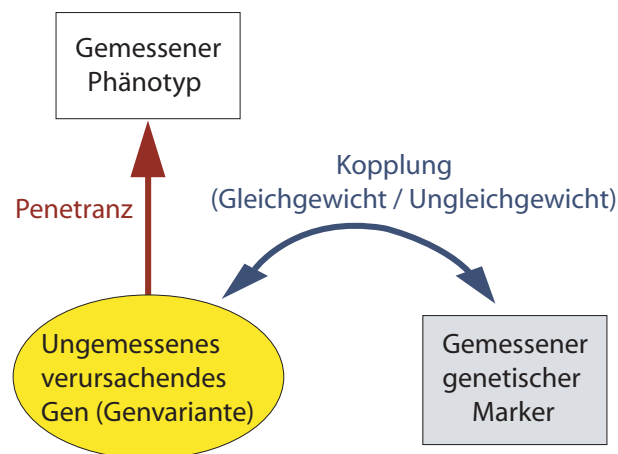 Gemessener
Phänotyp
Kopplung
(Gleichgewicht / Ungleichgewicht)
Penetranz
Ungemessenes
verursachendes
Gen (Genvariante)
Gemessener
genetischer
Marker